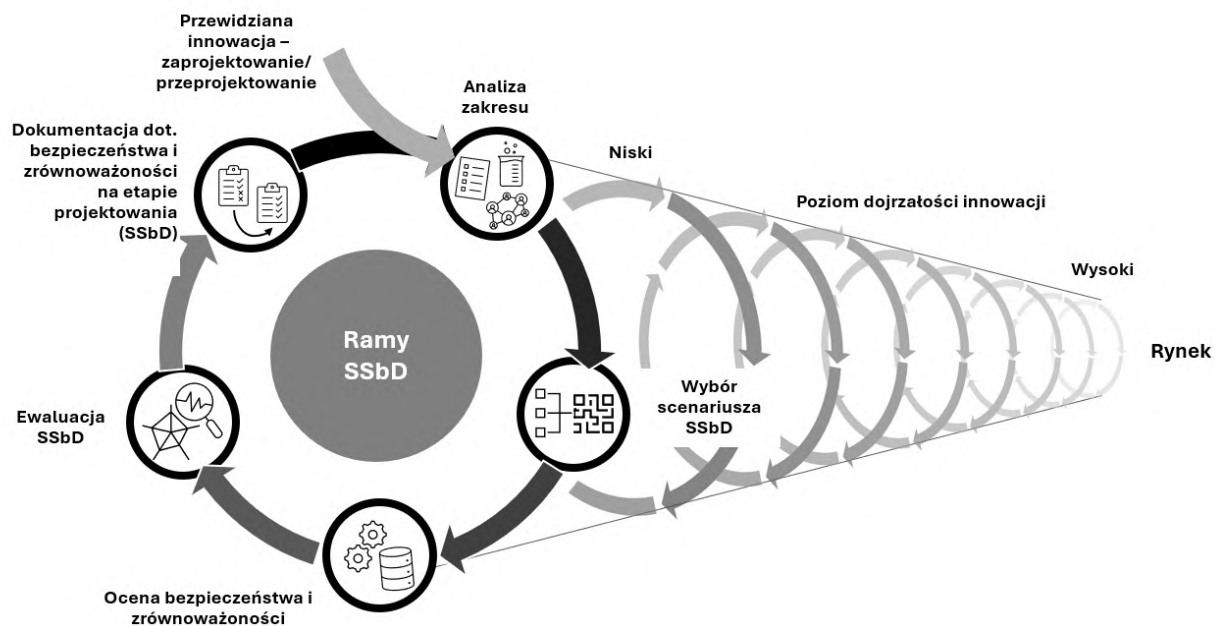 Przewidziana
innowacja –
zaprojektowanie/
przeprojektowanie
Analiza
zakresu
Dokumentacja dot.
bezpieczeństwa i
zrównoważoności
na etapie
projektowania
(SSbD)
Niski
Poziom dojrzałości innowacji
Wysoki
Rynek
Ramy
SSbD
Wybór
scenariusza
SSbD
Ewaluacja
SSbD
Ocena bezpieczeństwa i
zrównoważoności